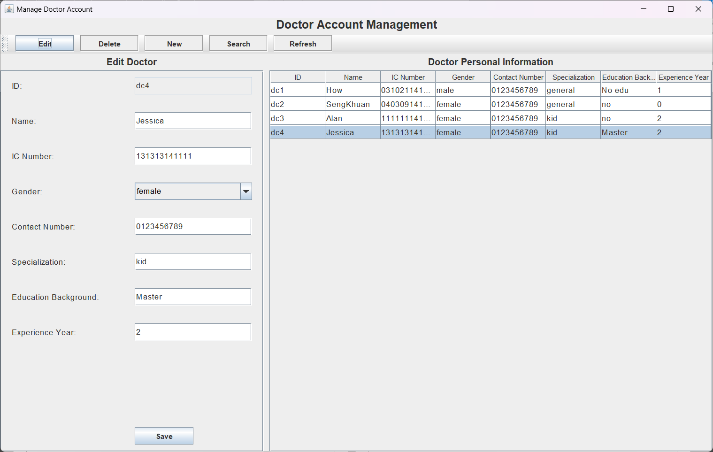 Manage Doctor Account
Doctor Account Management
Edit Delete New Search Refresh
Edit Doctor
ID: dc4
Name: Jessica
IC Number: 131313141111
Gender: female
Contact Number: 0123456789
Specialization: kid
Education Background: Master
Experience Year: 2
Save
Doctor Personal Information
ID Name IC Number Gender Contact Number Specialization Education Back... Experience Year
dc1 How 031021141... male 0123456789 general No edu 1
dc2 SengKhuan 040309141... female 0123456789 general no 0
dc3 Alan 111111141... female 0123456789 kid no 2
dc4 Jessica 131313141... female 0123456789 kid Master 2